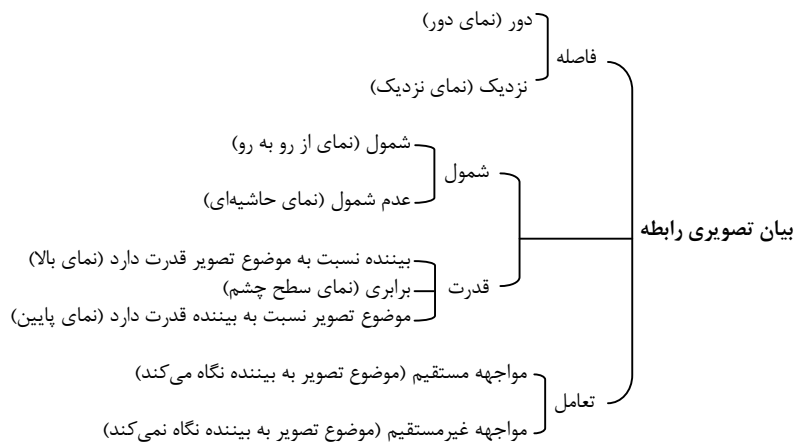 بیان تصویری رابطه
فاصله
دور (نمای دور)
نزدیک (نمای نزدیک)
شمول
شمول (نمای از رو به رو)
عدم شمول (نمای حاشیه‌ای)
قدرت
بیننده نسبت به موضوع تصویر قدرت دارد (نمای بالا)
برابری (نمای سطح چشم)
موضوع تصویر نسبت به بیننده قدرت دارد (نمای پایین)
تعامل
مواجهه مستقیم (موضوع تصویر به بیننده نگاه می‌کند)
مواجهه غیرمستقیم (موضوع تصویر به بیننده نگاه نمی‌کند)